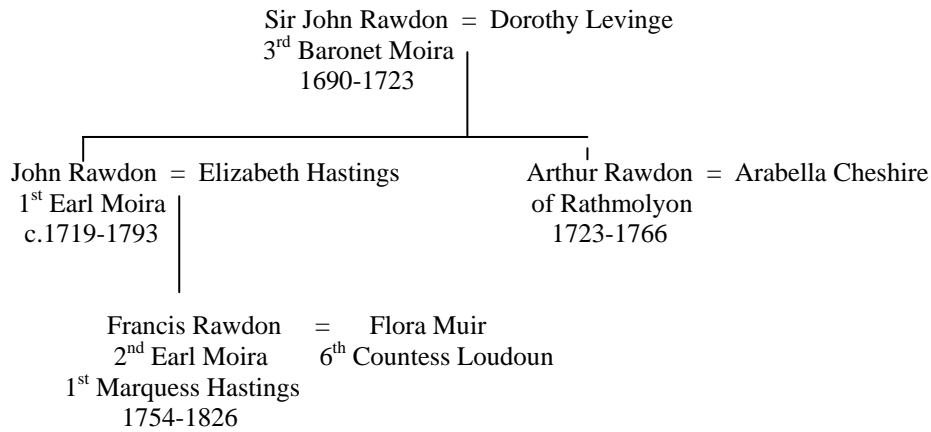 Sir John Rawdon = Dorothy Levinge
3rd Baronet Moira
1690-1723
John Rawdon = Elizabeth Hastings
1st Earl Moira
c.1719-1793
Arthur Rawdon = Arabella Cheshire
of Rathmolyon
1723-1766
Francis Rawdon = Flora Muir
2nd Earl Moira 6th Countess Loudoun
1st Marquess Hastings
1754-1826